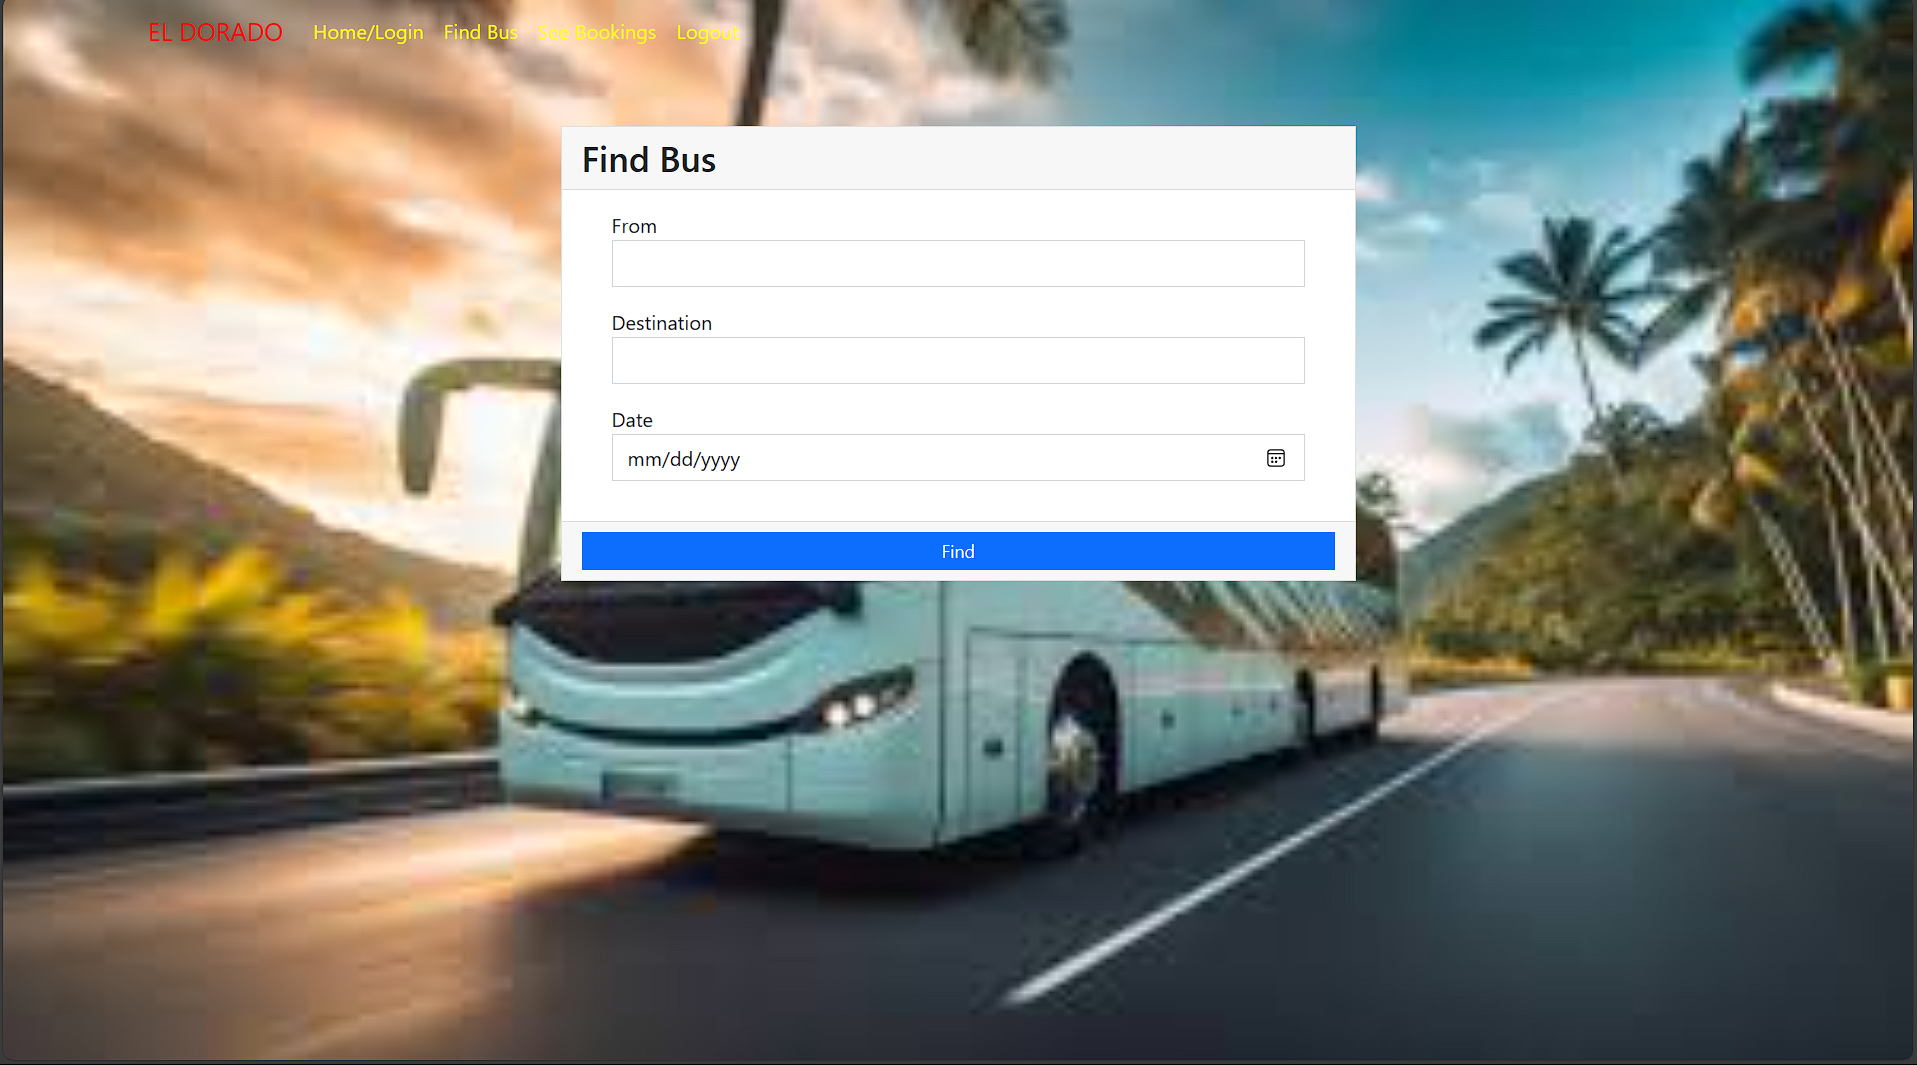 EL DORADO Home/Login Find Bus See Bookings Logout
Find Bus
From
Destination
Date
mm/dd/yyyy
Find